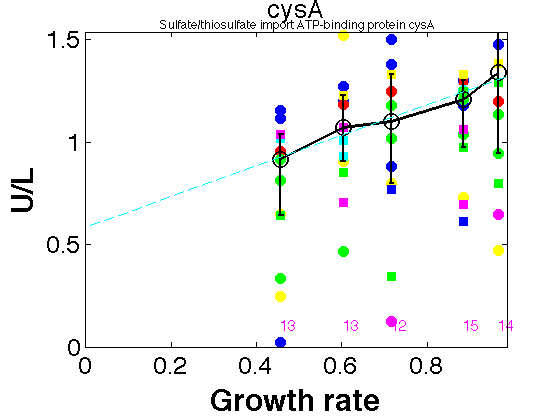 cysA
Sulfate/thiosulfate import ATP-binding protein cysA
1.5
1
0.5
0
U/L
13 13 12 15 14
0 0.2 0.4 0.6 0.8
Growth rate